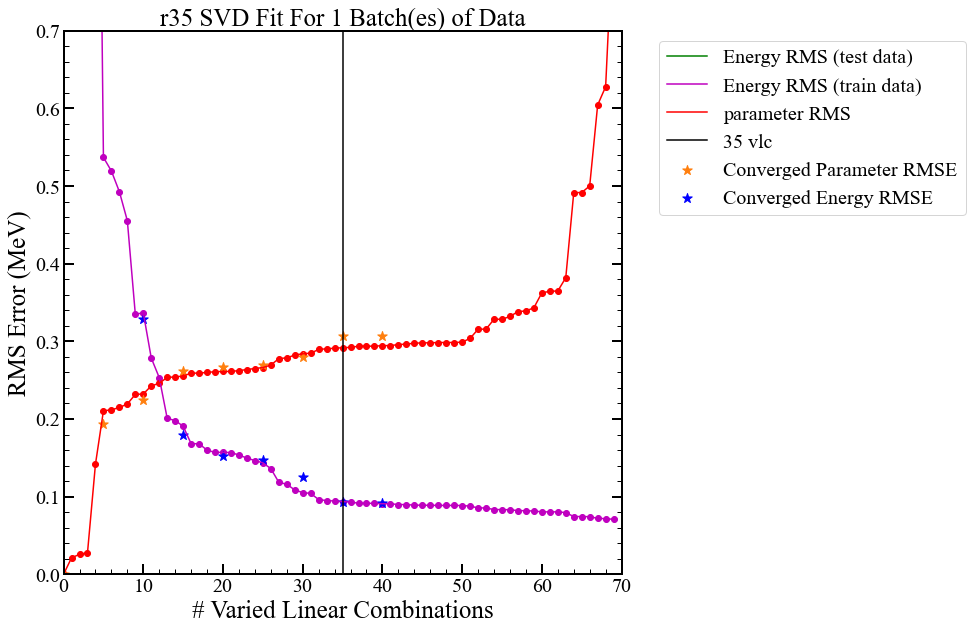 r35 SVD Fit For 1 Batch(es) of Data
RMS Error (MeV)
0.7
0.6
0.5
0.4
0.3
0.2
0.1
0.0
0 10 20 30 40 50 60 70
# Varied Linear Combinations
Energy RMS (test data)
Energy RMS (train data)
parameter RMS
35 vlc
Converged Parameter RMSE
Converged Energy RMSE